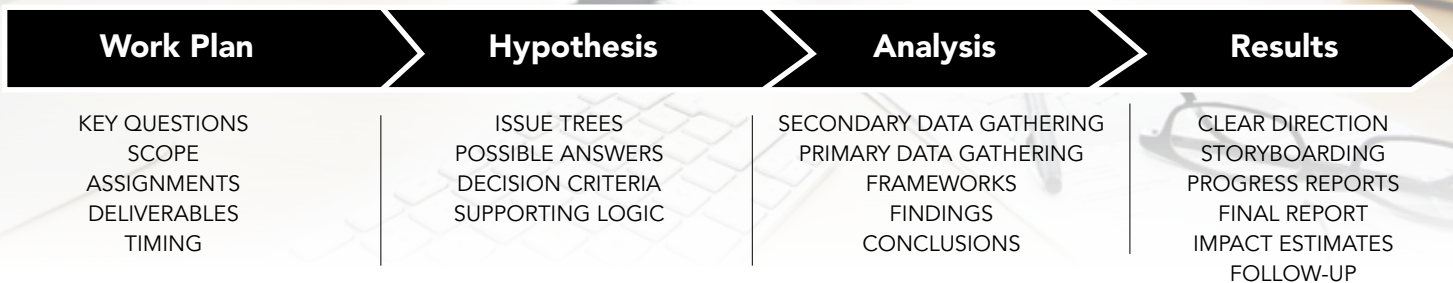 Work Plan
Hypothesis
Analysis
Results
KEY QUESTIONS
SCOPE
ASSIGNMENTS
DELIVERABLES
TIMING
ISSUE TREES
POSSIBLE ANSWERS
DECISION CRITERIA
SUPPORTING LOGIC
SECONDARY DATA GATHERING
PRIMARY DATA GATHERING
FRAMEWORKS
FINDINGS
CONCLUSIONS
CLEAR DIRECTION
STORYBOARDING
PROGRESS REPORTS
FINAL REPORT
IMPACT ESTIMATES
FOLLOW-UP